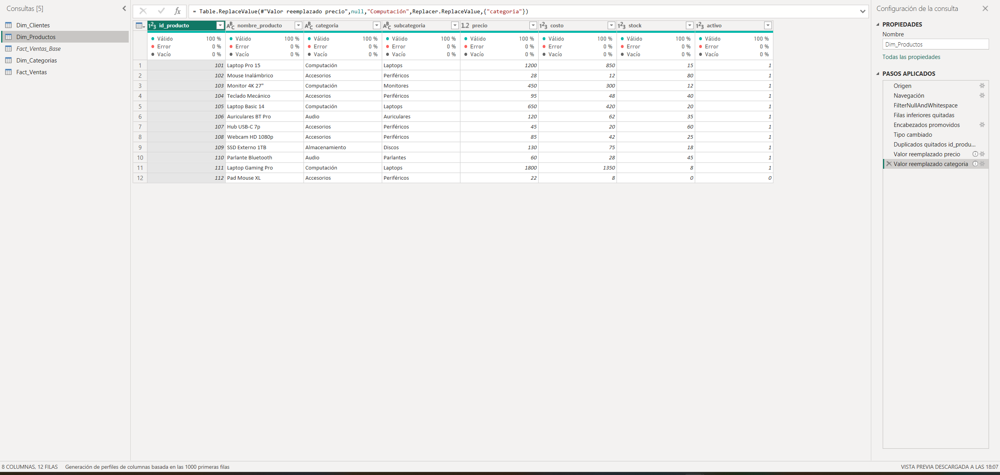 Consultas [5]
Dim_Clientes
Dim_Productos
Fact_Ventas_Base
Dim_Categorias
Fact_Ventas
fx
= Table.ReplaceValue(#"Valor reemplazado precio",null,"Computación",Replacer.ReplaceValue,{"categoria"})
1²3 id_producto ABC nombre_producto ABC categoria ABC subcategoria 1.2 precio 1²3 costo 1²3 stock 1²3 activo
Válido 100 % Válido 100 % Válido 100 % Válido 100 % Válido 100 % Válido 100 % Válido 100 % Válido 100 %
Error 0 % Error 0 % Error 0 % Error 0 % Error 0 % Error 0 % Error 0 % Error 0 %
Vacío 0 % Vacío 0 % Vacío 0 % Vacío 0 % Vacío 0 % Vacío 0 % Vacío 0 % Vacío 0 %
1 101 Laptop Pro 15 Computación Laptops 1200 850 15 1
2 102 Mouse Inalámbrico Accesorios Periféricos 28 12 80 1
3 103 Monitor 4K 27" Computación Monitores 450 300 12 1
4 104 Teclado Mecánico Accesorios Periféricos 95 48 40 1
5 105 Laptop Basic 14 Computación Laptops 650 420 20 1
6 106 Auriculares BT Pro Audio Auriculares 120 62 35 1
7 107 Hub USB-C 7p Accesorios Periféricos 45 20 60 1
8 108 Webcam HD 1080p Accesorios Periféricos 85 42 25 1
9 109 SSD Externo 1TB Almacenamiento Discos 130 75 18 1
10 110 Parlante Bluetooth Audio Parlantes 60 28 45 1
11 111 Laptop Gaming Pro Computación Laptops 1800 1350 8 1
12 112 Pad Mouse XL Accesorios Periféricos 22 8 0 0
Configuración de la consulta
PROPIEDADES
Nombre
Dim_Productos
Todas las propiedades
PASOS APLICADOS
Origen
Navegación
FilterNullAndWhitespace
Filas inferiores quitadas
Encabezados promovidos
Tipo cambiado
Duplicados quitados id_produ...
Valor reemplazado precio
Valor reemplazado categoria
8 COLUMNAS, 12 FILAS Generación de perfiles de columnas basada en las 1000 primeras filas
VISTA PREVIA DESCARGADA A LAS 18:07